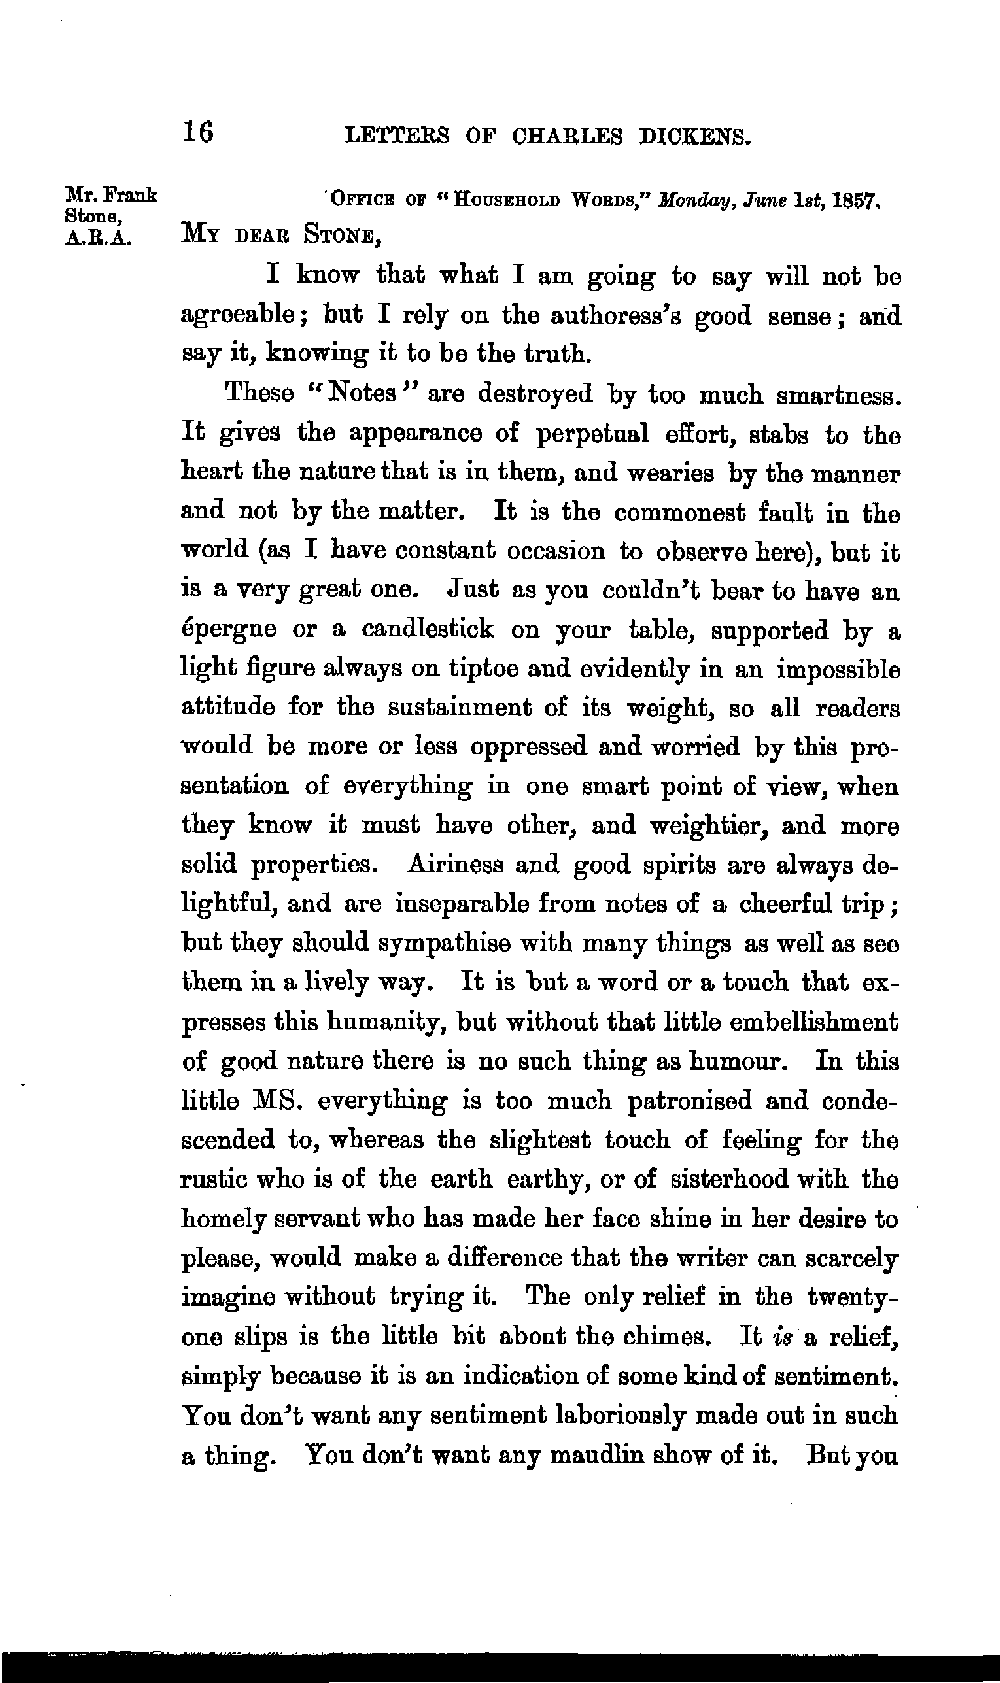 16 LETTERS OF CHARLES DICKENS.
Mr. Frank
Stone,
A.R.A.
OFFICE OF "HOUSEHOLD WORDS," Monday, June 1st, 1857.
MY DEAR STONE,
I know that what I am going to say will not be
agreeable; but I rely on the authoress's good sense; and
say it, knowing it to be the truth.
These "Notes" are destroyed by too much smartness.
It gives the appearance of perpetual effort, stabs to the
heart the nature that is in them, and wearies by the manner
and not by the matter. It is the commonest fault in the
world (as I have constant occasion to observe here), but it
is a very great one. Just as you couldn't bear to have an
épergne or a candlestick on your table, supported by a
light figure always on tiptoe and evidently in an impossible
attitude for the sustainment of its weight, so all readers
would be more or less oppressed and worried by this pre-
sentation of everything in one smart point of view, when
they know it must have other, and weightier, and more
solid properties. Airiness and good spirits are always de-
lightful, and are inseparable from notes of a cheerful trip;
but they should sympathise with many things as well as see
them in a lively way. It is but a word or a touch that ex-
presses this humanity, but without that little embellishment
of good nature there is no such thing as humour. In this
little MS. everything is too much patronised and conde-
scended to, whereas the slightest touch of feeling for the
rustic who is of the earth earthy, or of sisterhood with the
homely servant who has made her face shine in her desire to
please, would make a difference that the writer can scarcely
imagine without trying it. The only relief in the twenty-
one slips is the little bit about the chimes. It is a relief,
simply because it is an indication of some kind of sentiment.
You don't want any sentiment laboriously made out in such
a thing. You don't want any maudlin show of it. But you